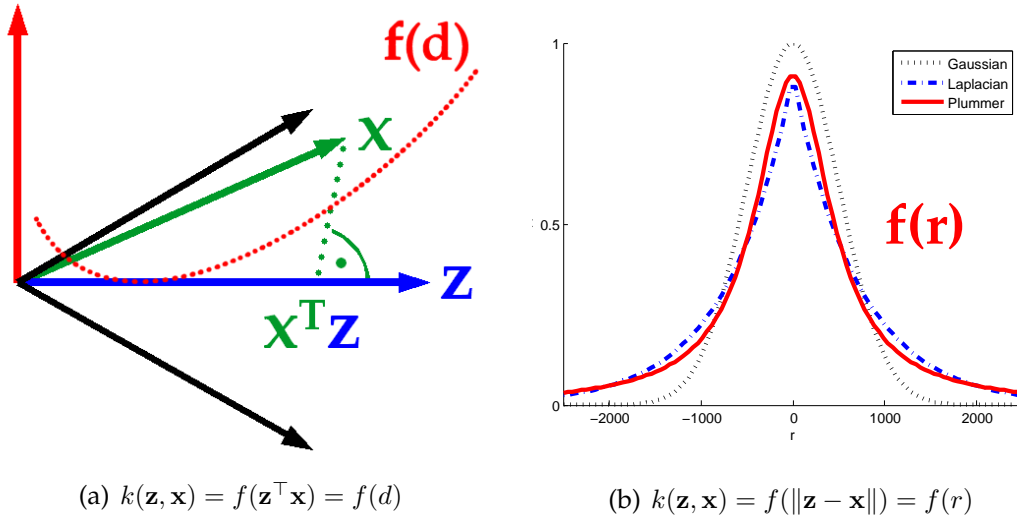 f(d)
x
z
x^T z
(a) k(z, x) = f(z^⊤x) = f(d)
1
0.5
0
−2000 −1000 0 1000 2000
r
Gaussian
Laplacian
Plummer
f(r)
(b) k(z, x) = f(‖z − x‖) = f(r)